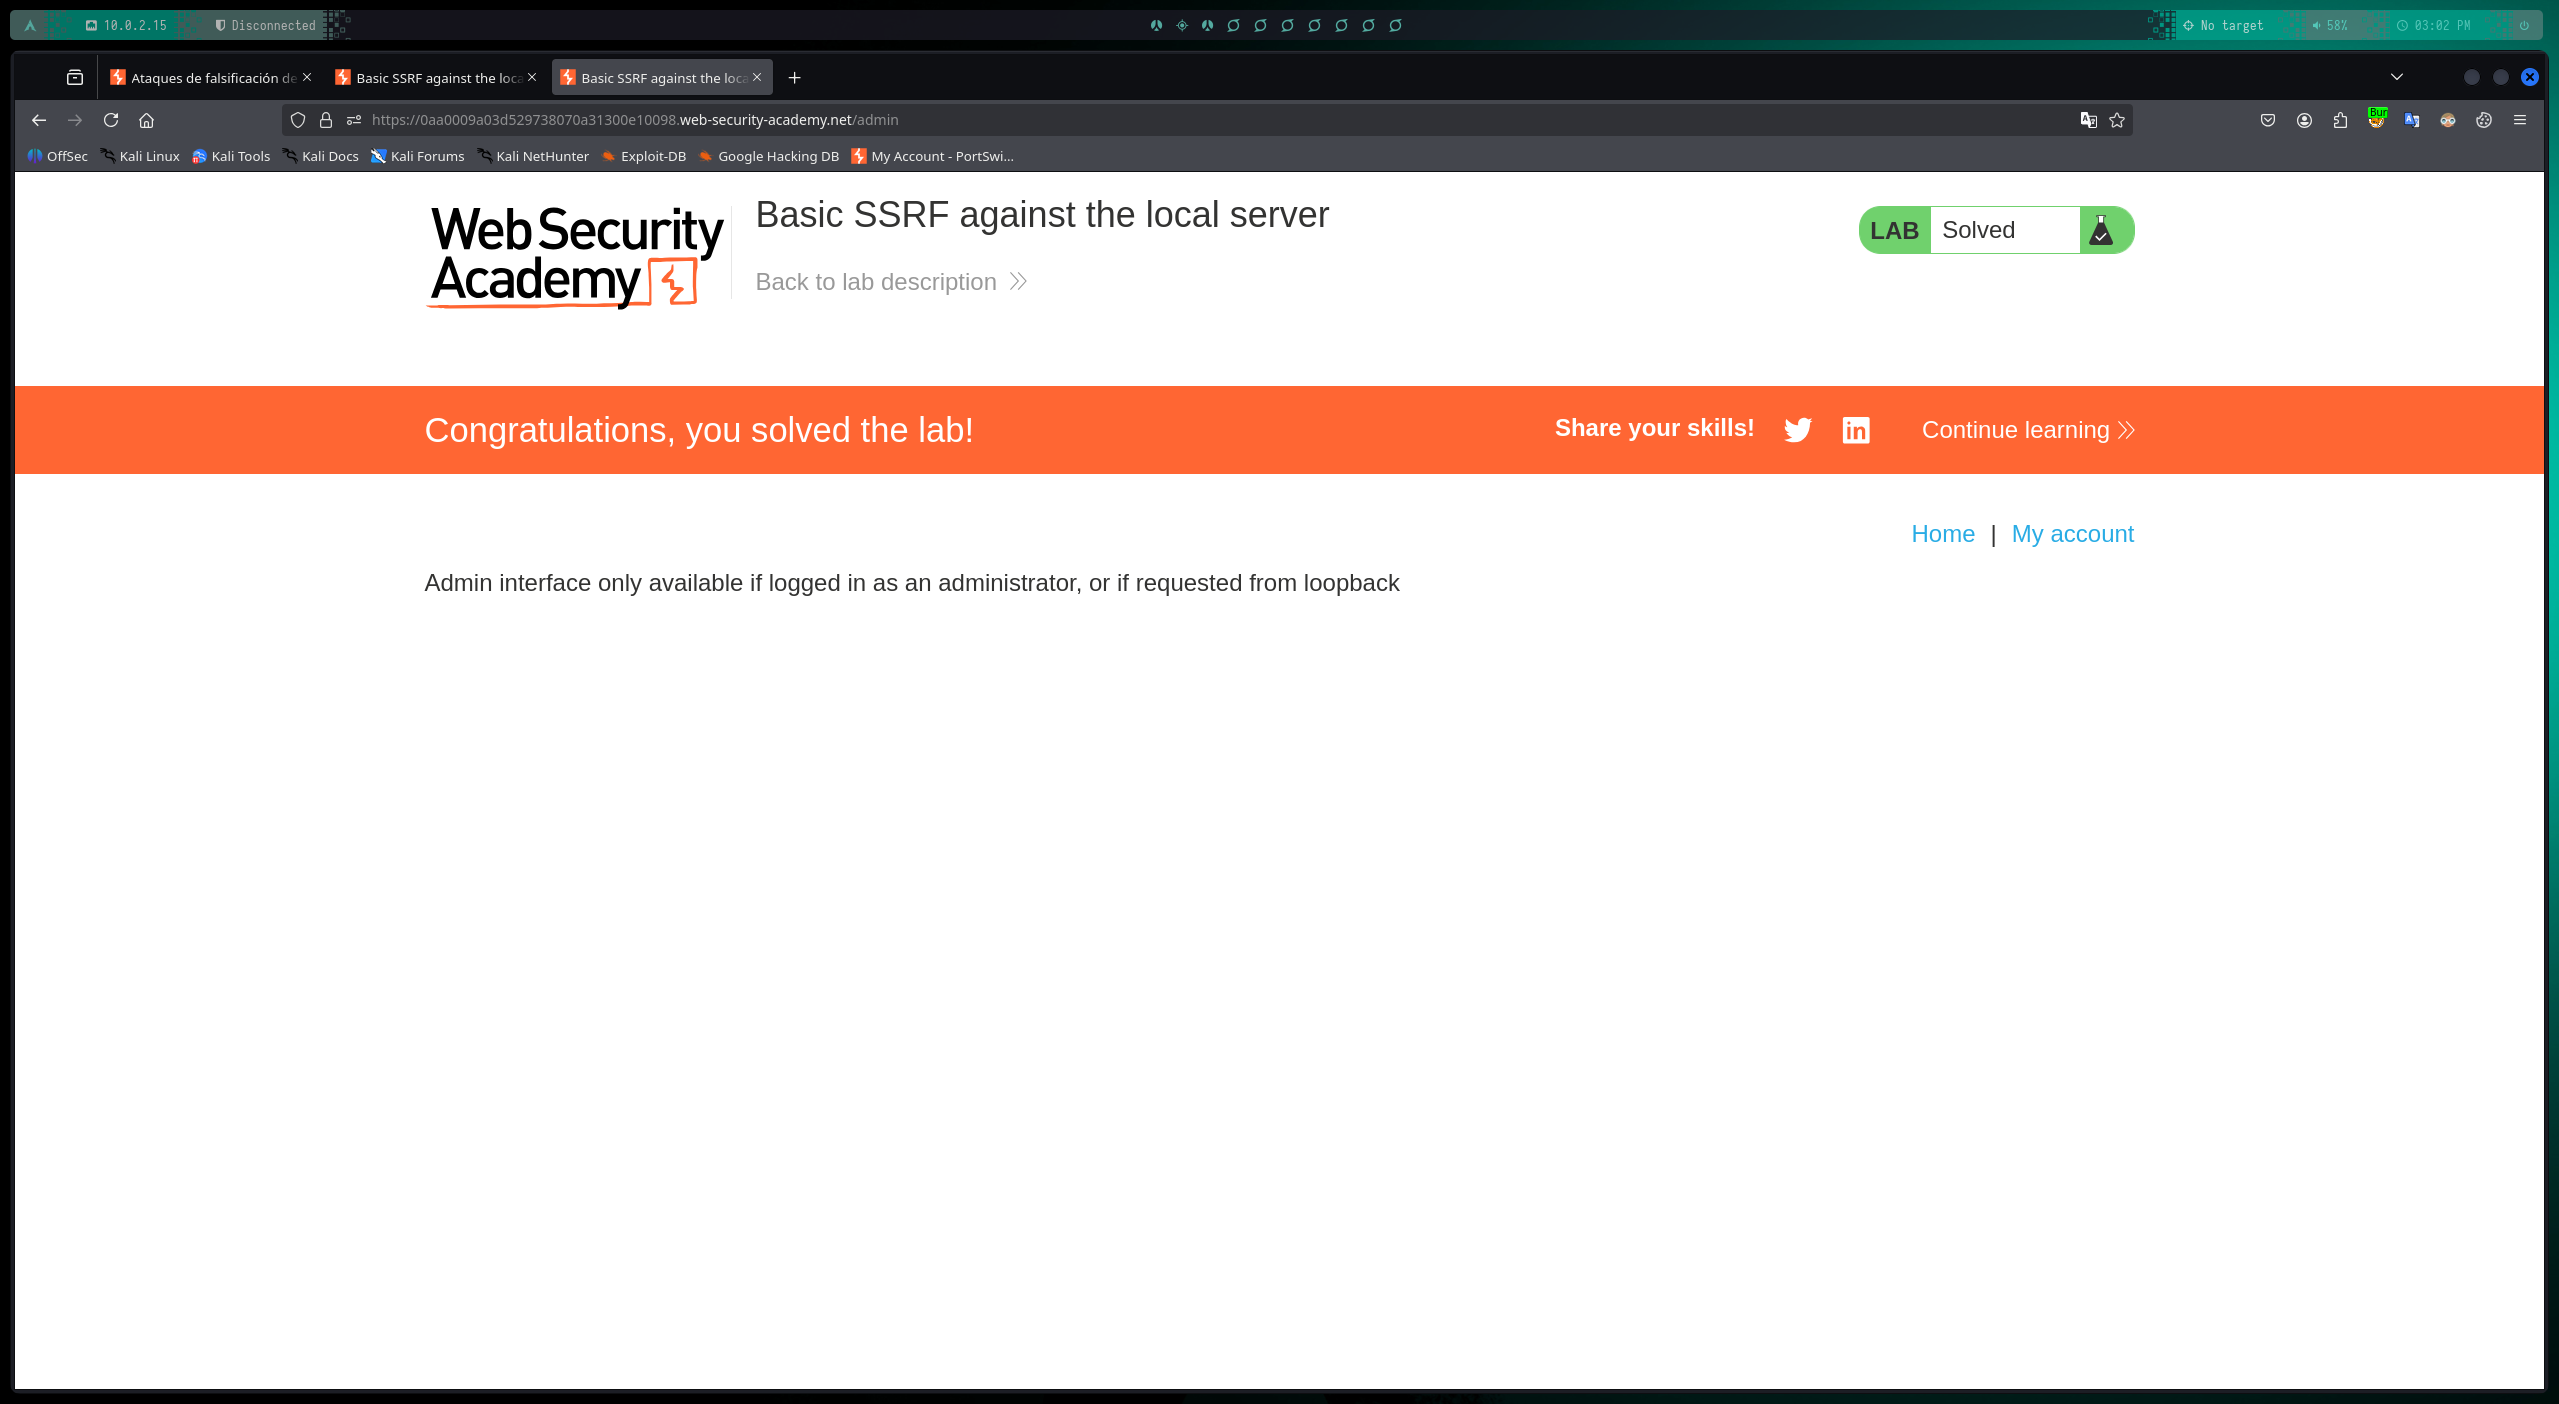 10.0.2.15 Disconnected No target 58% 03:02 PM
Ataques de falsificación de Basic SSRF against the loca Basic SSRF against the loca
https://0aa0009a03d529738070a31300e10098.web-security-academy.net/admin Bur
OffSec Kali Linux Kali Tools Kali Docs Kali Forums Kali NetHunter Exploit-DB Google Hacking DB My Account - PortSwi...
Web Security
Academy
Basic SSRF against the local server
Back to lab description
LAB Solved
Congratulations, you solved the lab! Share your skills! in Continue learning
Home | My account
Admin interface only available if logged in as an administrator, or if requested from loopback